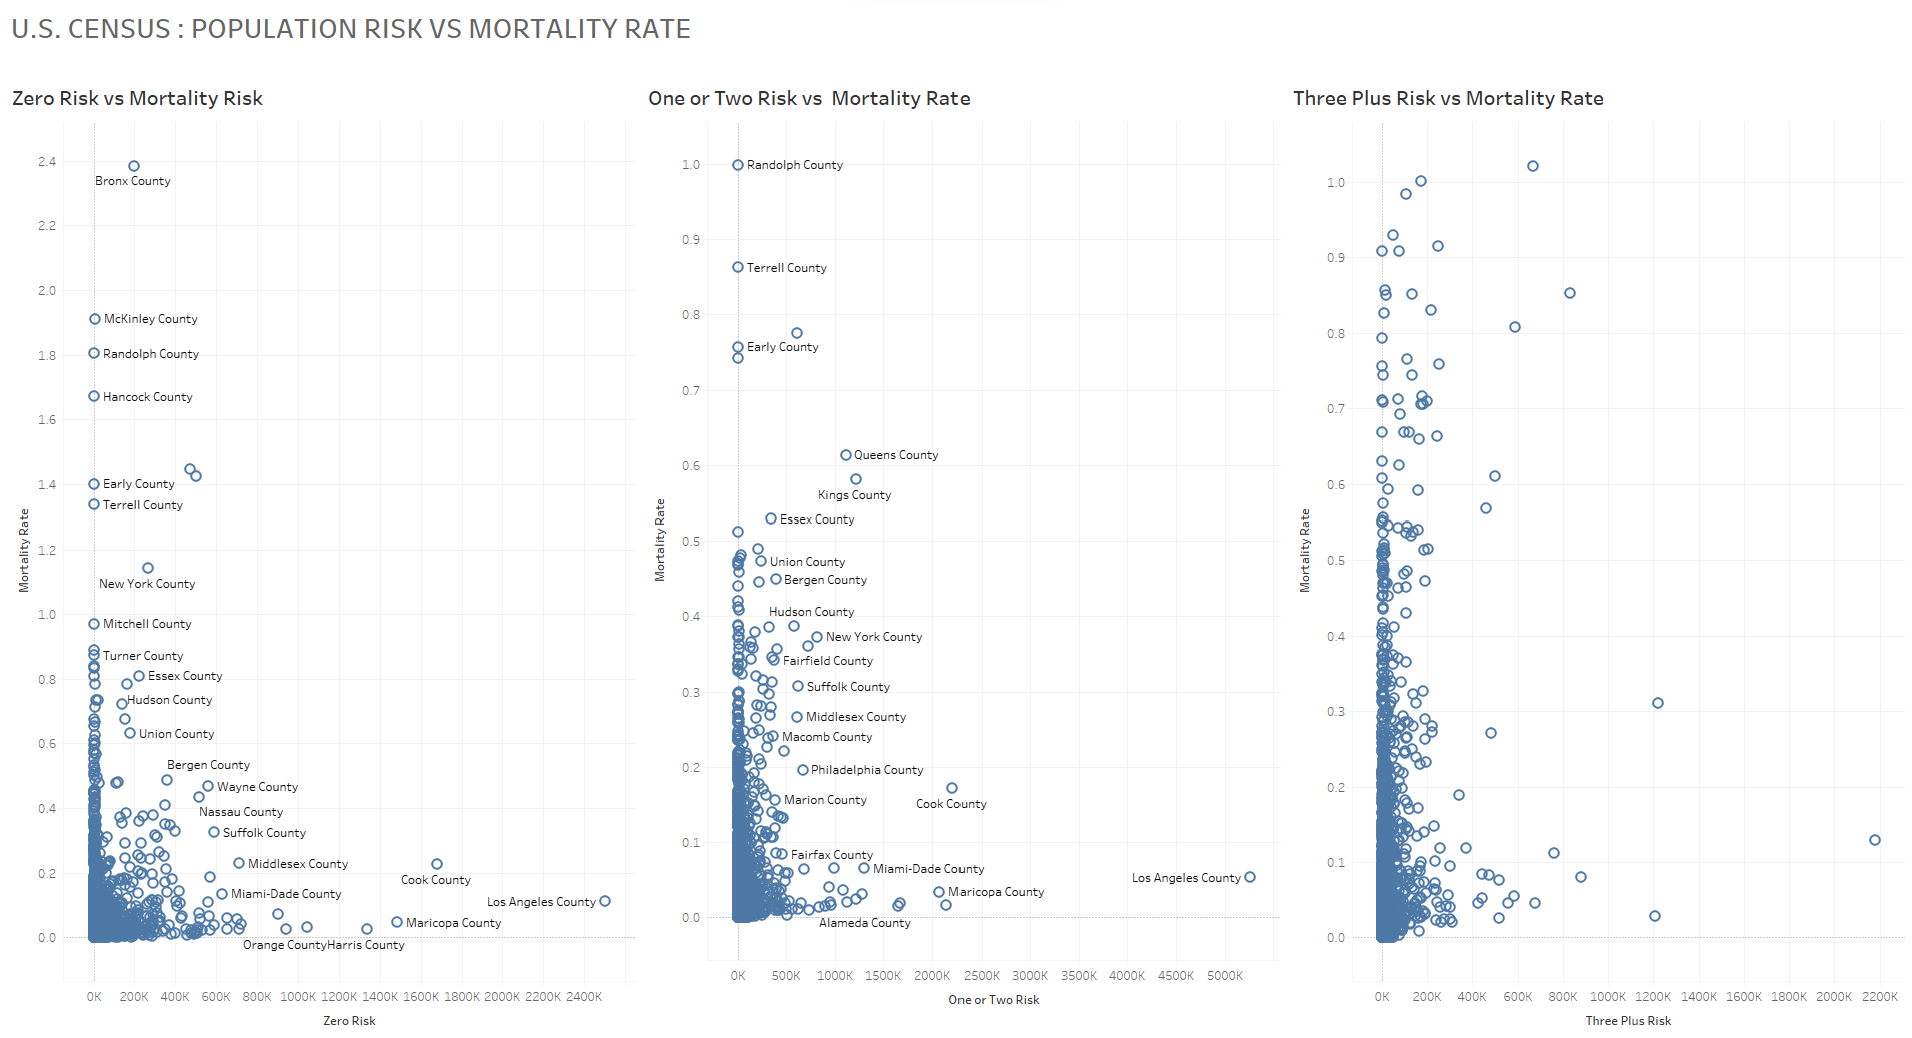 U.S. CENSUS : POPULATION RISK VS MORTALITY RATE
Zero Risk vs Mortality Risk
2.4
2.2
2.0
1.8
1.6
1.4
1.2
1.0
0.8
0.6
0.4
0.2
0.0
Mortality Rate
Bronx County
McKinley County
Randolph County
Hancock County
Early County
Terrell County
New York County
Mitchell County
Turner County
Essex County
Hudson County
Union County
Bergen County
Wayne County
Nassau County
Suffolk County
Middlesex County
Cook County
Miami-Dade County
Los Angeles County
Maricopa County
Orange County Harris County
0K 200K 400K 600K 800K 1000K 1200K 1400K 1600K 1800K 2000K 2200K 2400K
Zero Risk
One or Two Risk vs Mortality Rate
1.0
0.9
0.8
0.7
0.6
0.5
0.4
0.3
0.2
0.1
0.0
Mortality Rate
Randolph County
Terrell County
Early County
Queens County
Kings County
Essex County
Union County
Bergen County
Hudson County
New York County
Fairfield County
Suffolk County
Middlesex County
Macomb County
Philadelphia County
Marion County
Cook County
Fairfax County
Miami-Dade County
Los Angeles County
Maricopa County
Alameda County
0K 500K 1000K 1500K 2000K 2500K 3000K 3500K 4000K 4500K 5000K
One or Two Risk
Three Plus Risk vs Mortality Rate
1.0
0.9
0.8
0.7
0.6
0.5
0.4
0.3
0.2
0.1
0.0
Mortality Rate
0K 200K 400K 600K 800K 1000K 1200K 1400K 1600K 1800K 2000K 2200K
Three Plus Risk